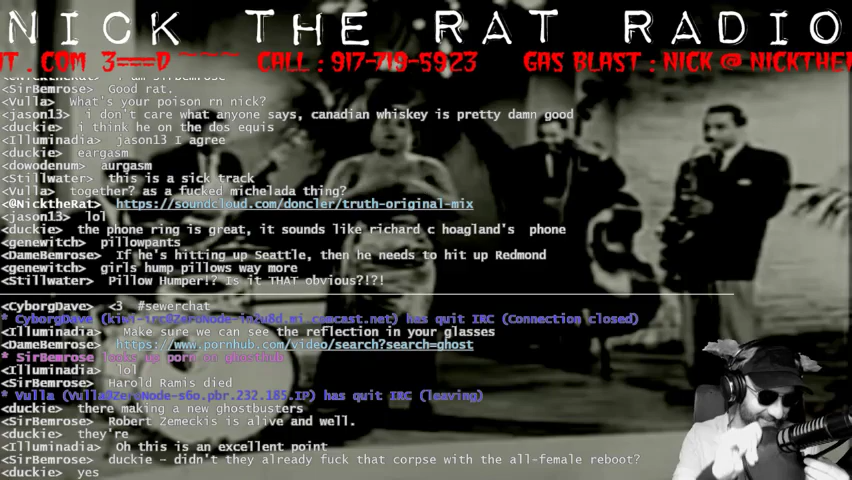 NICK THE RAT RADIO
T . COM 3===D ~~~~ CALL : 917-719-5923 GAS BLAST : NICK @ NICKTHER
<NicktheRat> i am SirBemrose
<SirBemrose> Good rat.
<Vulla> What's your poison rn nick?
<jason13> i don't care what anyone says, canadian whiskey is pretty damn good
<duckie> i think he on the dos equis
<Illuminadia> jason13 I agree
<duckie> eargasm
<dowodenum> aurgasm
<Stillwater> this is a sick track
<Vulla> together? as a fucked michelada thing?
<@NicktheRat> https://soundcloud.com/doncler/truth-original-mix
<jason13> lol
<duckie> the phone ring is great, it sounds like richard c hoagland's phone
<genewitch> pillowpants
<DameBemrose> If he's hitting up Seattle, then he needs to hit up Redmond
<genewitch> girls hump pillows way more
<Stillwater> Pillow Humper!? Is it THAT obvious?!?!
<CyborgDave> <3 #sewerchat
* CyborgDave has quit IRC (Connection closed)
<Illuminadia> Make sure we can see the reflection in your glasses
<DameBemrose> https://www.pornhub.com/video/search?search=ghost
* SirBemrose looks up porn on ghosthub
<Illuminadia> lol
<SirBemrose> Harold Ramis died
* Vulla (Vulla@ZeroNode-s6o.pbr.232.185.IP) has quit IRC (leaving)
<duckie> there making a new ghostbusters
<SirBemrose> Robert Zemeckis is alive and well.
<duckie> they're
<Illuminadia> Oh this is an excellent point
<SirBemrose> duckie - didn't they already fuck that corpse with the all-female reboot?
<duckie> yes